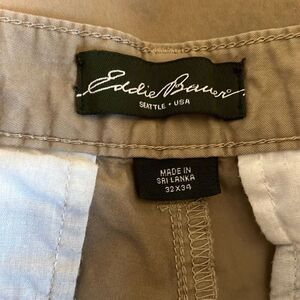 Eddie Bauer
SEATTLE • USA
MADE IN
SRI LANKA
32X34